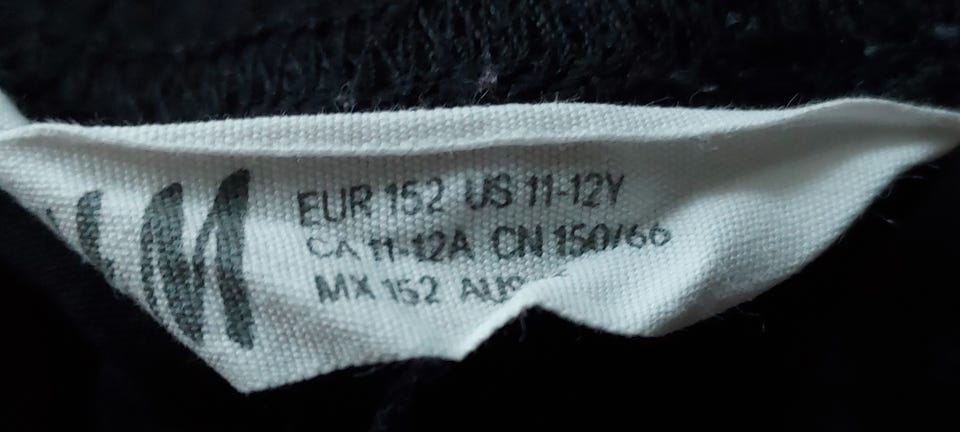 EUR 152 US 11-12Y
CA 11-12A CN 150/66
MX 152 AUS